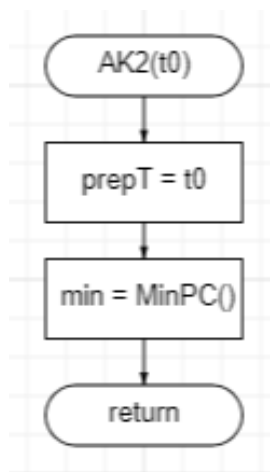 AK2(t0)
prepT = t0
min = MinPC()
return